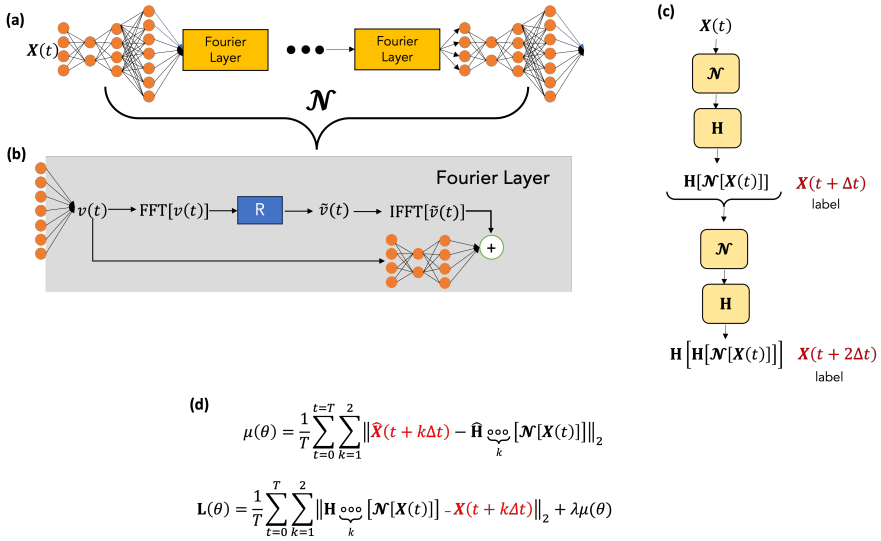 (a)
X(t)
Fourier
Layer
Fourier
Layer
𝓝
(b)
Fourier Layer
v(t)
FFT[v(t)]
R
ṽ(t)
IFFT[ṽ(t)]
+
(c)
X(t)
𝓝
H
H[𝓝[X(t)]]
X(t + Δt)
label
𝓝
H
H[H[𝓝[X(t)]]]
X(t + 2Δt)
label
(d)
μ(θ) = 1/T ∑_{t=0}^{t=T} ∑_{k=1}^{2} ‖X̂(t + kΔt) − Ĥ ∘∘∘_k [𝓝[X(t)]]‖₂
L(θ) = 1/T ∑_{t=0}^{T} ∑_{k=1}^{2} ‖H ∘∘∘_k [𝓝[X(t)]] - X(t + kΔt)‖₂ + λμ(θ)